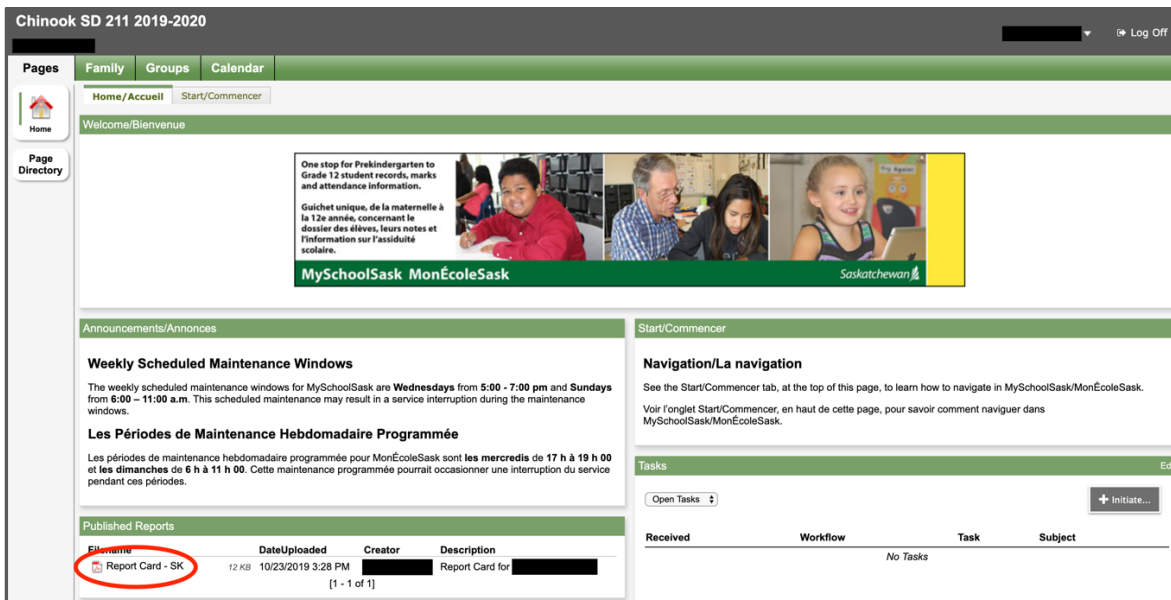 Chinook SD 211 2019-2020
Log Off
Pages
Family
Groups
Calendar
Home
Page
Directory
Home/Accueil
Start/Commencer
Welcome/Bienvenue
One stop for Prekindergarten to
Grade 12 student records, marks
and attendance information.
Guichet unique, de la maternelle à
la 12e année, concernant le
dossier des élèves, leurs notes et
l'information sur l'assiduité
scolaire.
Try Again!
MySchoolSask MonÉcoleSask
Saskatchewan
Announcements/Annonces
Weekly Scheduled Maintenance Windows
The weekly scheduled maintenance windows for MySchoolSask are Wednesdays from 5:00 - 7:00 pm and Sundays
from 6:00 – 11:00 a.m. This scheduled maintenance may result in a service interruption during the maintenance
windows.
Les Périodes de Maintenance Hebdomadaire Programmée
Les périodes de maintenance hebdomadaire programmée pour MonÉcoleSask sont les mercredis de 17 h à 19 h 00
et les dimanches de 6 h à 11 h 00. Cette maintenance programmée pourrait occasionner une interruption du service
pendant ces périodes.
Published Reports
Filename DateUploaded Creator Description
Report Card - SK 12 KB 10/23/2019 3:28 PM Report Card for
[1 - 1 of 1]
Start/Commencer
Navigation/La navigation
See the Start/Commencer tab, at the top of this page, to learn how to navigate in MySchoolSask/MonÉcoleSask.
Voir l'onglet Start/Commencer, en haut de cette page, pour savoir comment naviguer dans
MySchoolSask/MonÉcoleSask.
Tasks
Ed
Open Tasks
Initiate...
Received Workflow Task Subject
No Tasks